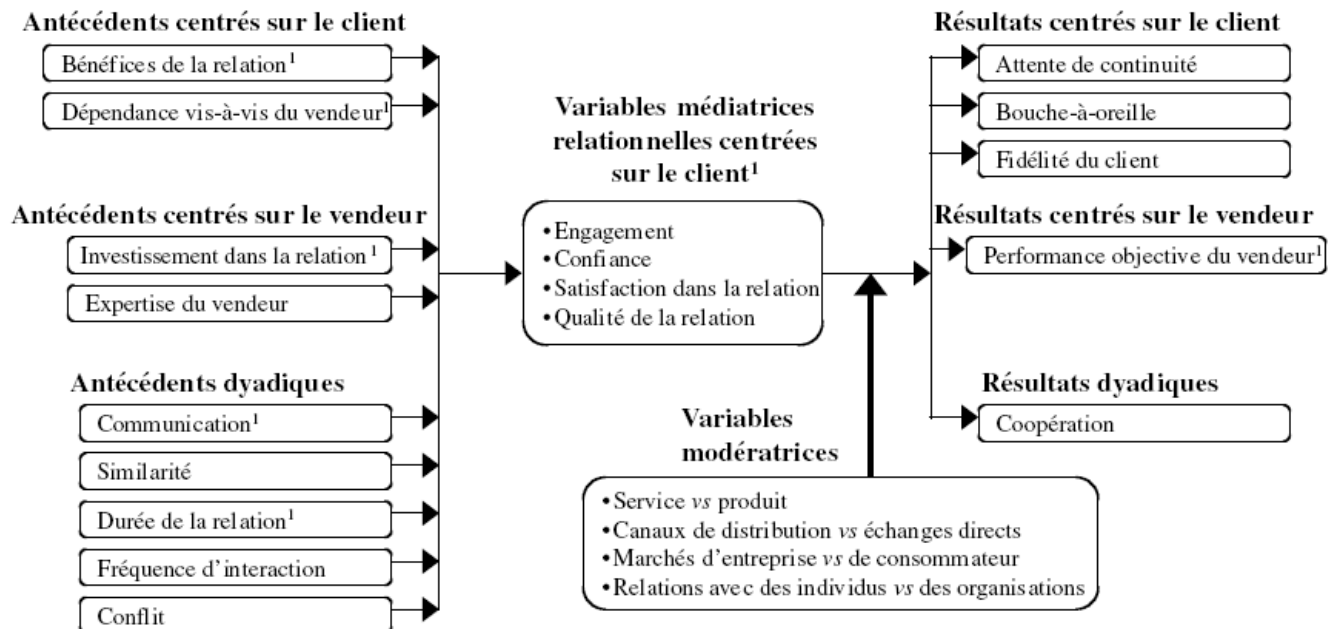 Antécédents centrés sur le client
Bénéfices de la relation¹
Dépendance vis-à-vis du vendeur¹
Antécédents centrés sur le vendeur
Investissement dans la relation¹
Expertise du vendeur
Antécédents dyadiques
Communication¹
Similarité
Durée de la relation¹
Fréquence d'interaction
Conflit
Variables médiatrices
relationnelles centrées
sur le client¹
• Engagement
• Confiance
• Satisfaction dans la relation
• Qualité de la relation
Variables
modératrices
• Service vs produit
• Canaux de distribution vs échanges directs
• Marchés d'entreprise vs de consommateur
• Relations avec des individus vs des organisations
Résultats centrés sur le client
Attente de continuité
Bouche-à-oreille
Fidélité du client
Résultats centrés sur le vendeur
Performance objective du vendeur¹
Résultats dyadiques
Coopération